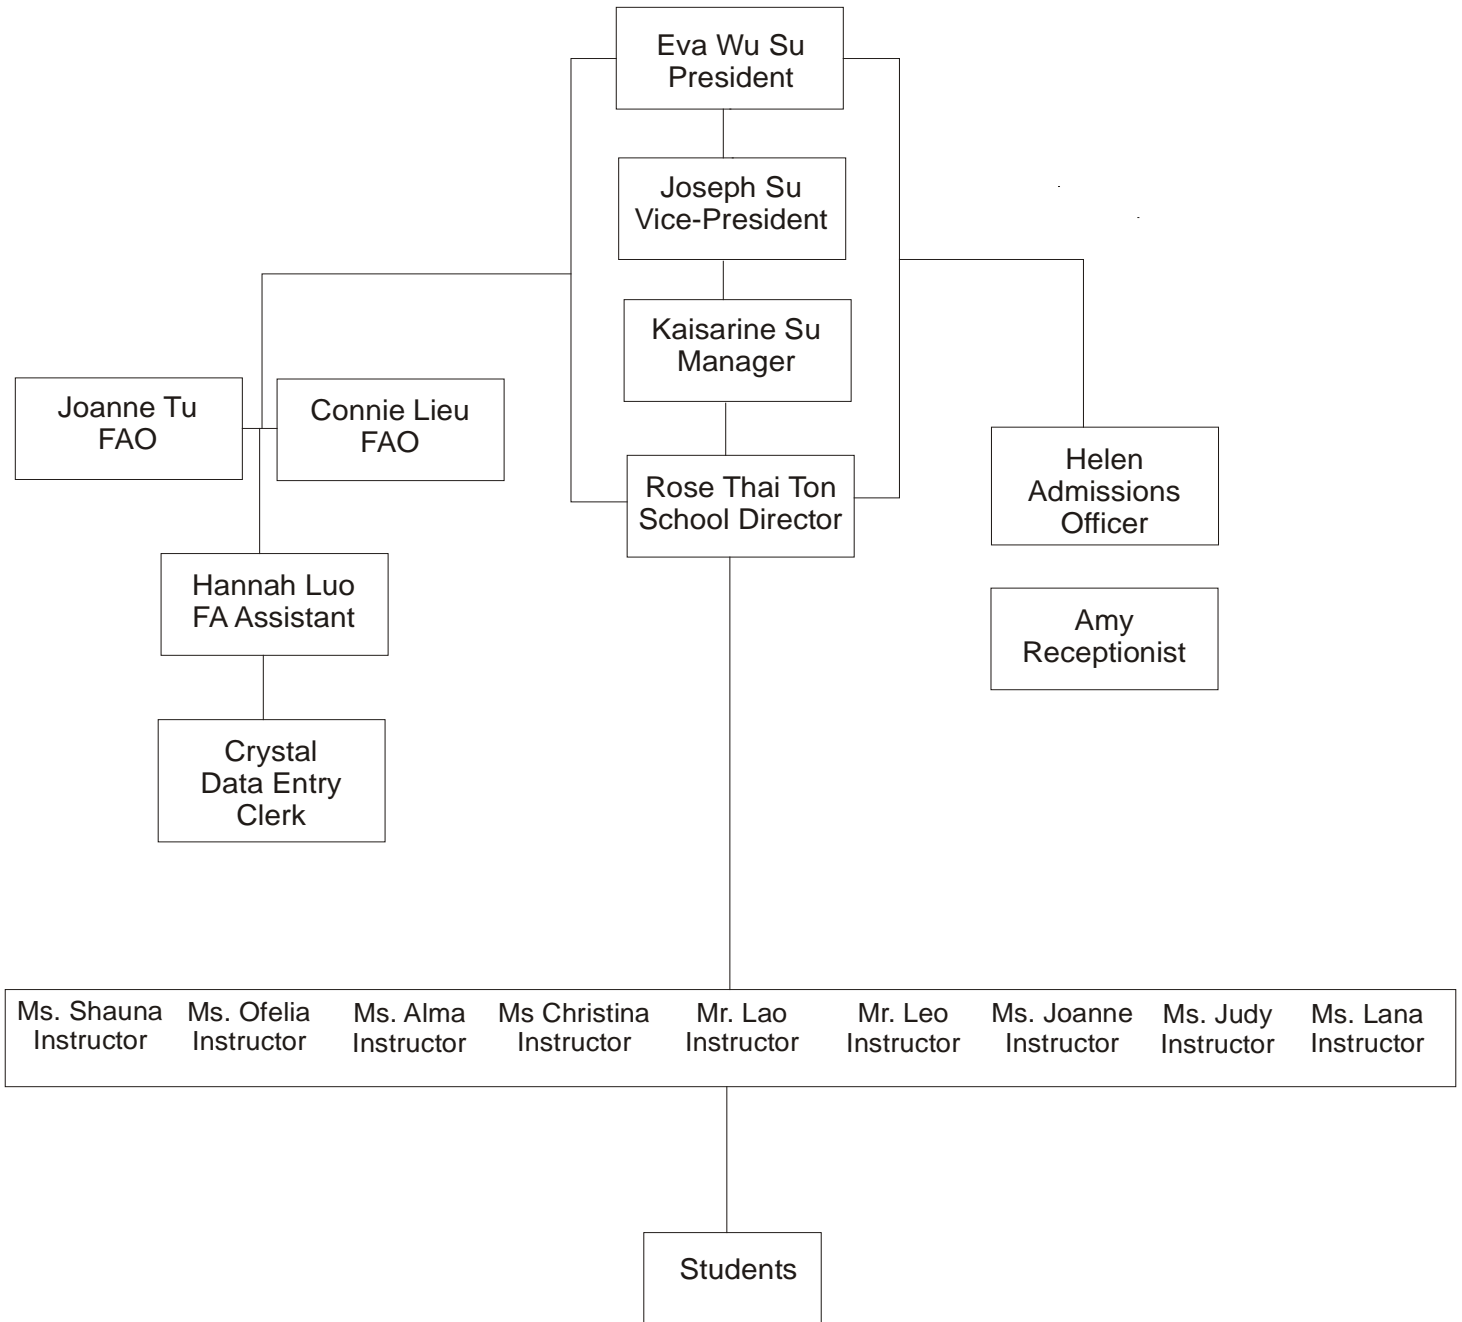 Eva Wu Su
President
Joseph Su
Vice-President
Kaisarine Su
Manager
Joanne Tu
FAO
Connie Lieu
FAO
Rose Thai Ton
School Director
Helen
Admissions
Officer
Hannah Luo
FA Assistant
Amy
Receptionist
Crystal
Data Entry
Clerk
Ms. Shauna
Instructor
Ms. Ofelia
Instructor
Ms. Alma
Instructor
Ms Christina
Instructor
Mr. Lao
Instructor
Mr. Leo
Instructor
Ms. Joanne
Instructor
Ms. Judy
Instructor
Ms. Lana
Instructor
Students